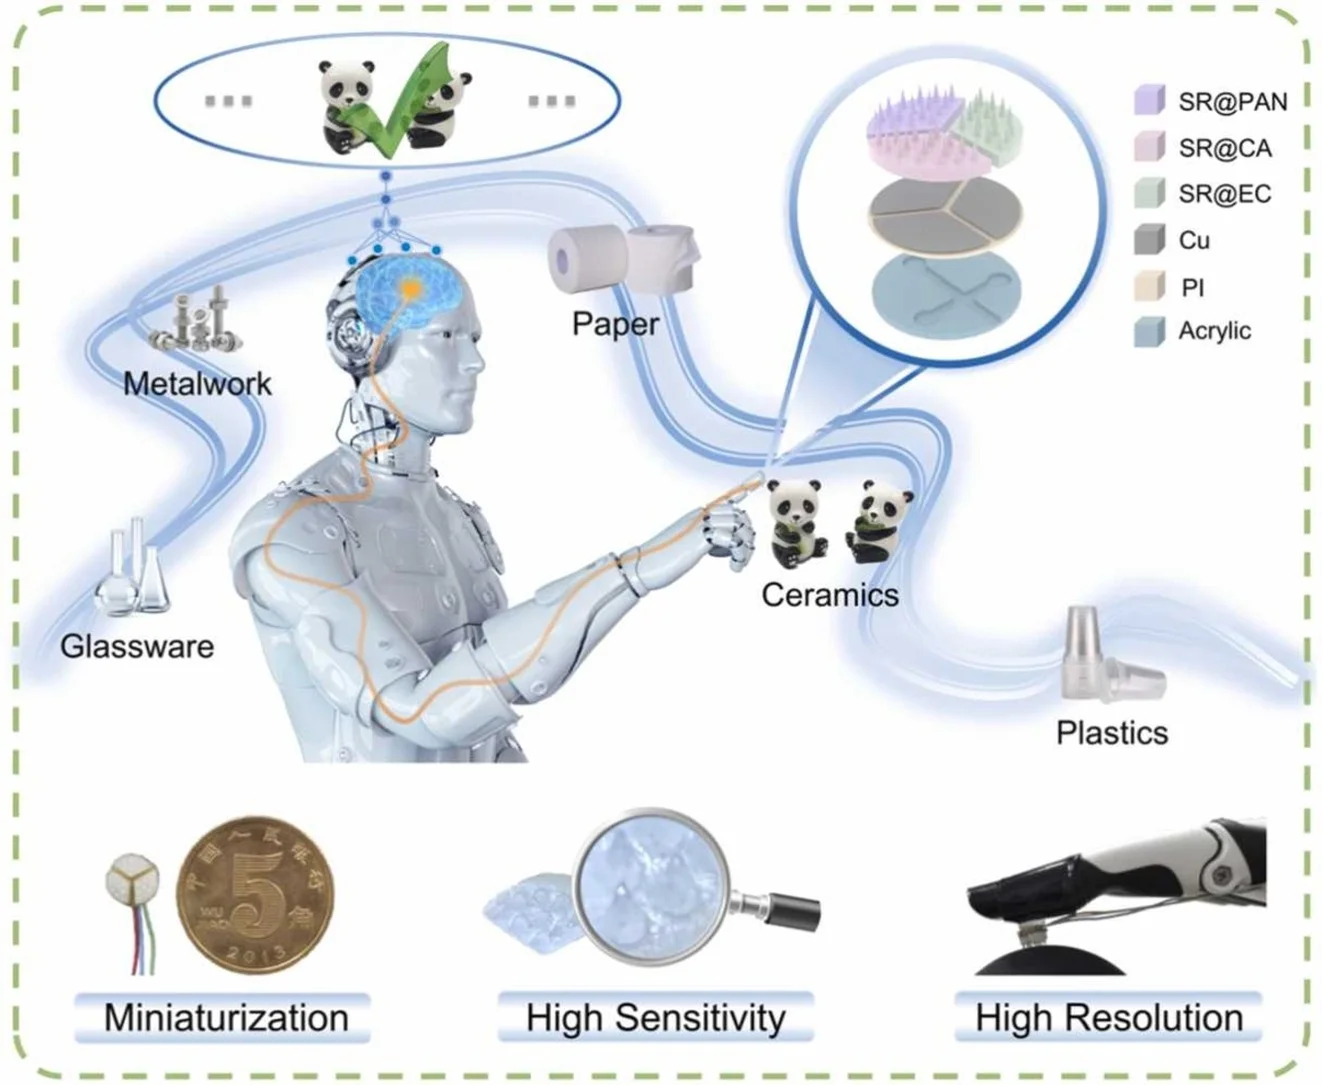 SR@PAN
SR@CA
SR@EC
Cu
PI
Acrylic
Paper
Metalwork
Ceramics
Glassware
Plastics
中国人民银行
5
WU
JIAO
角
2013
Miniaturization
High Sensitivity
High Resolution